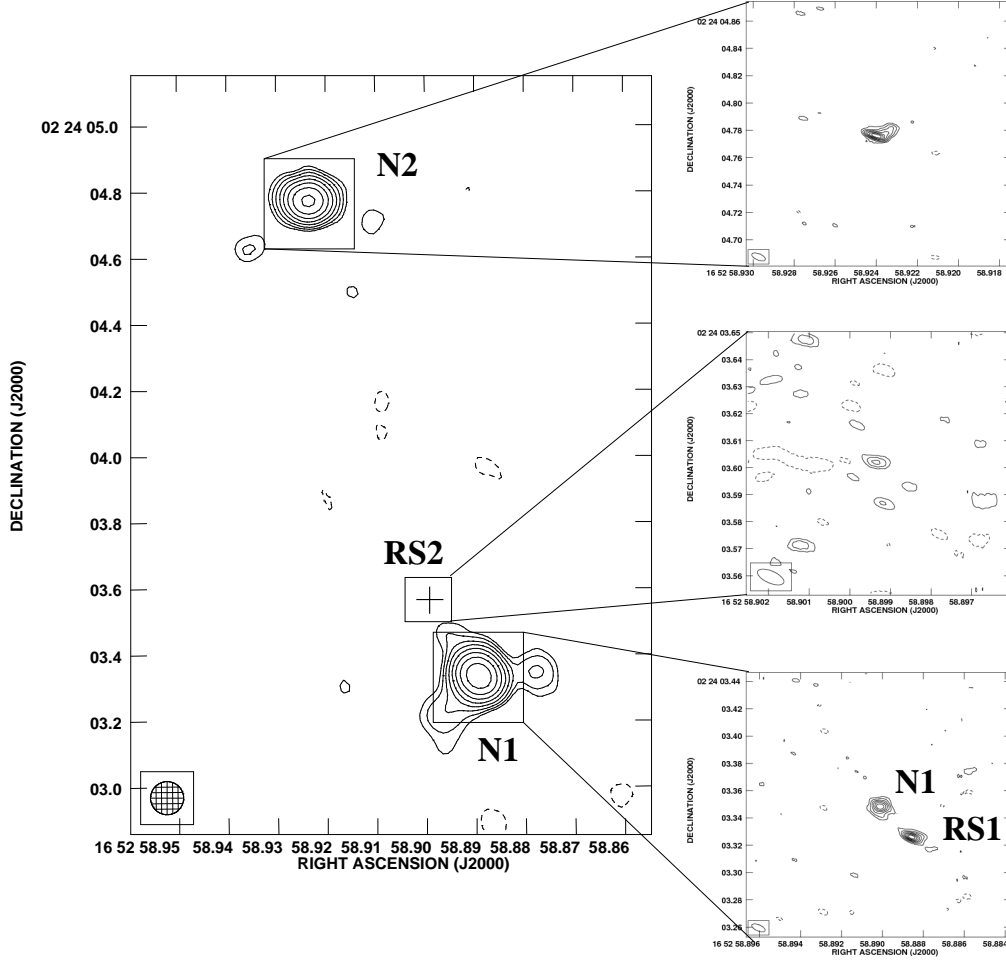 DECLINATION (J2000)
02 24 05.0
04.8
04.6
04.4
04.2
04.0
03.8
03.6
03.4
03.2
03.0
16 52 58.95 58.94 58.93 58.92 58.91 58.90 58.89 58.88 58.87 58.86
RIGHT ASCENSION (J2000)
N2
RS2
N1
DECLINATION (J2000)
02 24 04.86
04.84
04.82
04.80
04.78
04.76
04.74
04.72
04.70
16 52 58.930 58.928 58.926 58.924 58.922 58.920 58.918
RIGHT ASCENSION (J2000)
DECLINATION (J2000)
02 24 03.65
03.64
03.63
03.62
03.61
03.60
03.59
03.58
03.57
03.56
16 52 58.902 58.901 58.900 58.899 58.898 58.897
RIGHT ASCENSION (J2000)
DECLINATION (J2000)
02 24 03.44
03.42
03.40
03.38
03.36
03.34
03.32
03.30
03.28
03.26
16 52 58.896 58.894 58.892 58.890 58.888 58.886 58.884
RIGHT ASCENSION (J2000)
N1
RS1